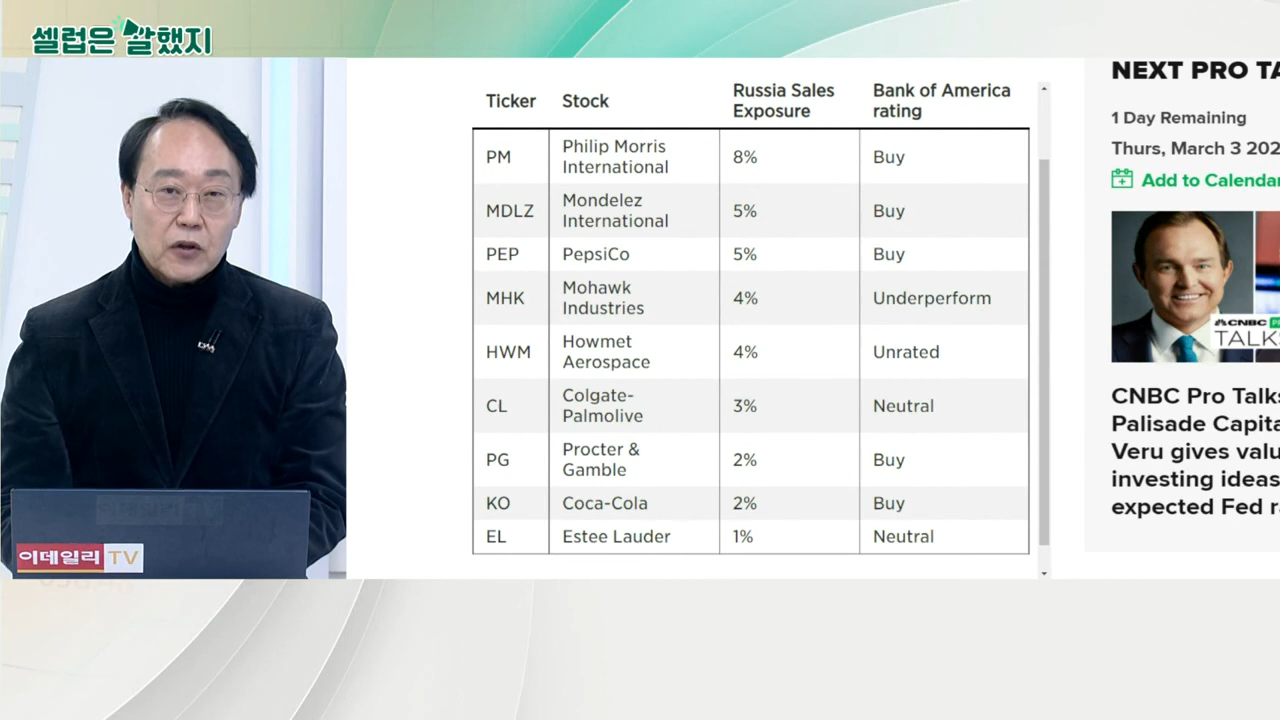 셀럽은 말했지
Ticker Stock Russia Sales Exposure Bank of America rating
PM Philip Morris International 8% Buy
MDLZ Mondelez International 5% Buy
PEP PepsiCo 5% Buy
MHK Mohawk Industries 4% Underperform
HWM Howmet Aerospace 4% Unrated
CL Colgate-Palmolive 3% Neutral
PG Procter & Gamble 2% Buy
KO Coca-Cola 2% Buy
EL Estee Lauder 1% Neutral
NEXT PRO TA
1 Day Remaining
Thurs, March 3 202
Add to Calendar
CNBC
TALKS
CNBC Pro Talks
Palisade Capita
Veru gives valu
investing ideas
expected Fed ra
이데일리 TV